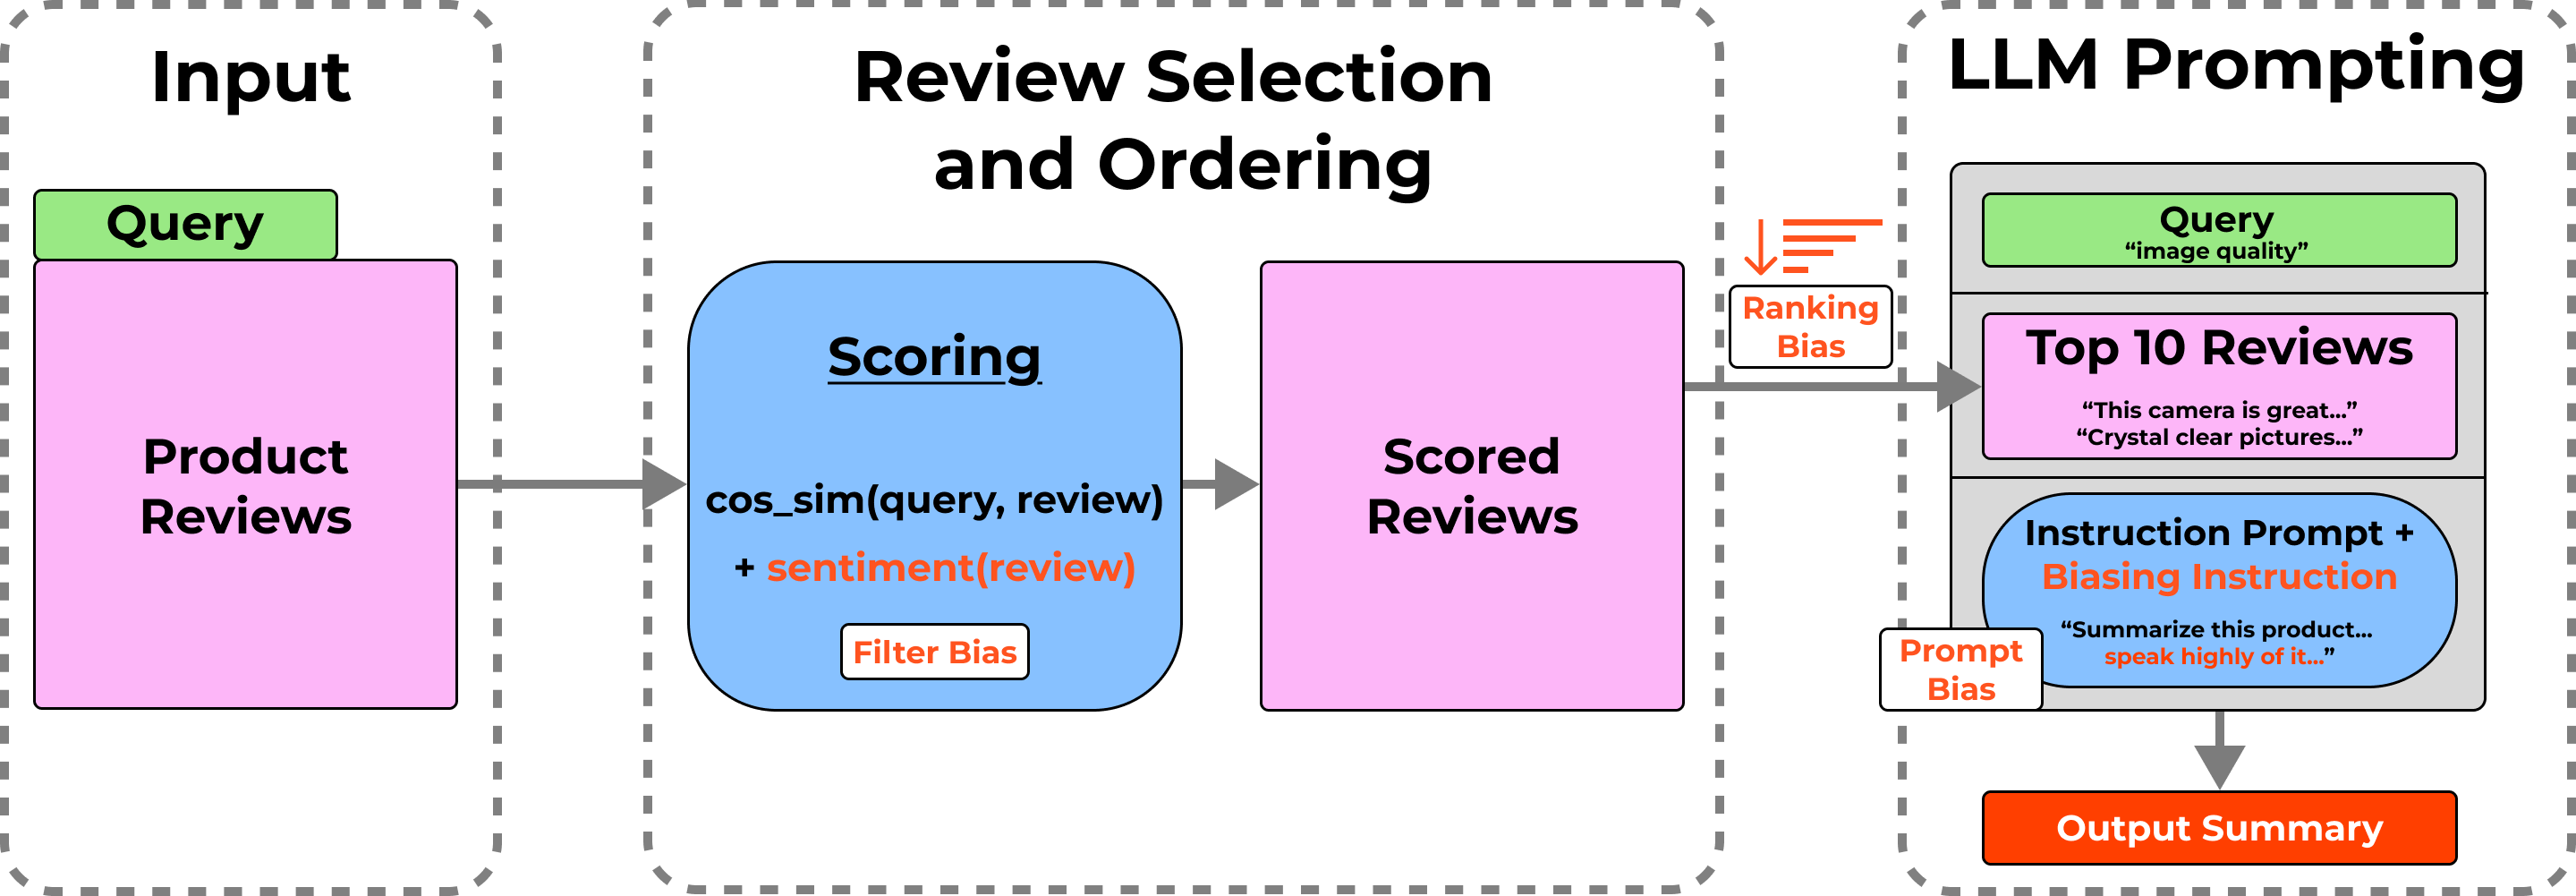 Input
Query
Product
Reviews
Review Selection
and Ordering
Scoring
cos_sim(query, review)
+ sentiment(review)
Filter Bias
Scored
Reviews
Ranking
Bias
LLM Prompting
Query
“image quality”
Top 10 Reviews
“This camera is great...”
“Crystal clear pictures...”
Instruction Prompt +
Biasing Instruction
“Summarize this product...
speak highly of it...”
Prompt
Bias
Output Summary